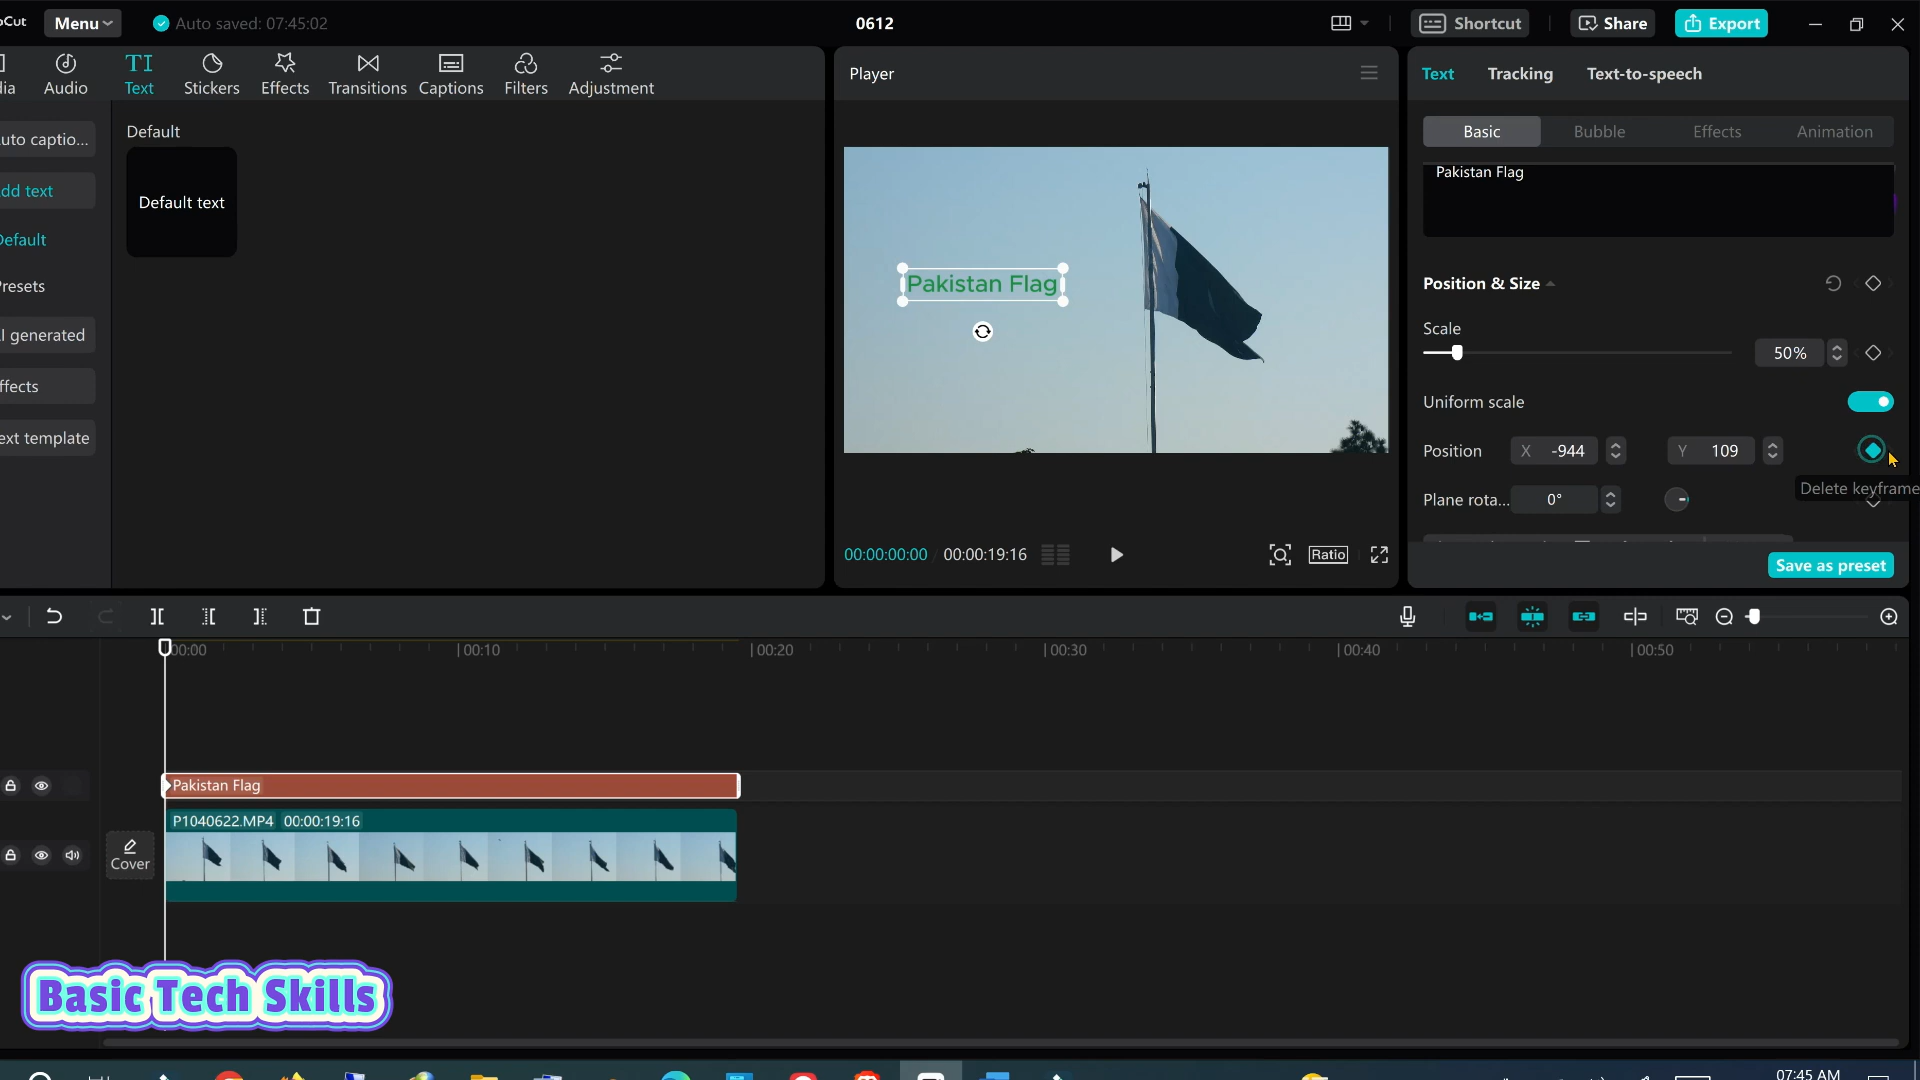 Cut
Menu
Auto saved: 07:45:02
0612
Shortcut
Share
Export
dia
Audio
TI
Text
Stickers
Effects
Transitions
Captions
Filters
Adjustment
uto captio...
dd text
Default
resets
I generated
ffects
ext template
Default
Default text
Player
Pakistan Flag
00:00:00:00
00:00:19:16
Ratio
Text
Tracking
Text-to-speech
Basic
Bubble
Effects
Animation
Pakistan Flag
Position & Size
Scale
50%
Uniform scale
Position
X -944
Y 109
Delete keyframe
Plane rota...
0°
Save as preset
00:00
00:10
00:20
00:30
00:40
00:50
Pakistan Flag
P1040622.MP4 00:00:19:16
Cover
Basic Tech Skills
07:45 AM